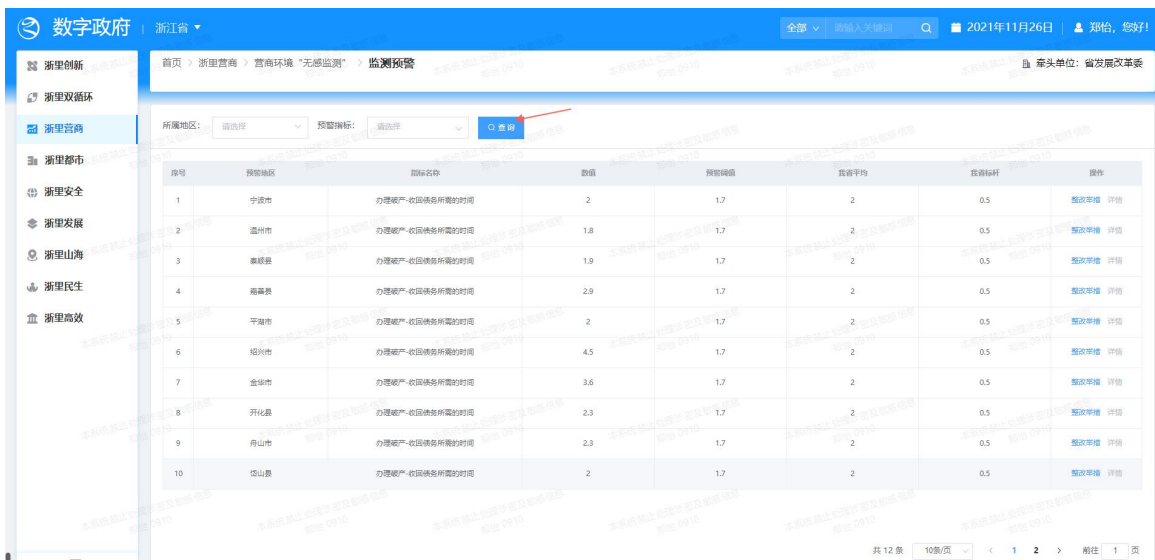 数字政府 浙江省 全部 请输入关键词 2021年11月26日 郑怡，您好！
首页 > 浙里营商 > 营商环境“无感监测” > 监测预警 牵头单位：省发展改革委
浙里创新
浙里双循环
浙里营商
浙里都市
浙里安全
浙里发展
浙里山海
浙里民生
浙里高效
所属地区： 请选择 预警指标： 请选择 查询
序号 预警地区 指标名称 数值 预警阈值 我省平均 我省标杆 操作
1 宁波市 办理破产-收回债务所需的时间 2 1.7 2 0.5 整改举措 详情
2 温州市 办理破产-收回债务所需的时间 1.8 1.7 2 0.5 整改举措 详情
3 泰顺县 办理破产-收回债务所需的时间 1.9 1.7 2 0.5 整改举措 详情
4 嘉善县 办理破产-收回债务所需的时间 2.9 1.7 2 0.5 整改举措 详情
5 平湖市 办理破产-收回债务所需的时间 2 1.7 2 0.5 整改举措 详情
6 绍兴市 办理破产-收回债务所需的时间 4.5 1.7 2 0.5 整改举措 详情
7 金华市 办理破产-收回债务所需的时间 3.6 1.7 2 0.5 整改举措 详情
8 开化县 办理破产-收回债务所需的时间 2.3 1.7 2 0.5 整改举措 详情
9 舟山市 办理破产-收回债务所需的时间 2.3 1.7 2 0.5 整改举措 详情
10 岱山县 办理破产-收回债务所需的时间 2 1.7 2 0.5 整改举措 详情
共 12 条 10条/页 < 1 2 > 前往 1 页